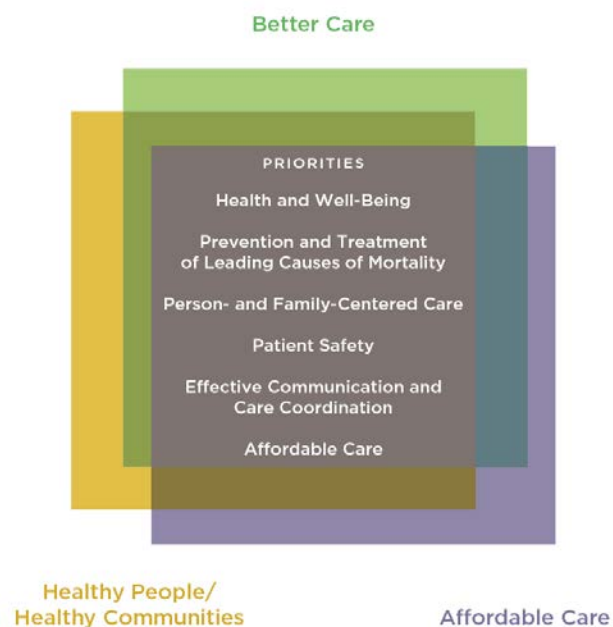 Better Care
PRIORITIES
Health and Well-Being
Prevention and Treatment
of Leading Causes of Mortality
Person- and Family-Centered Care
Patient Safety
Effective Communication and
Care Coordination
Affordable Care
Healthy People/
Healthy Communities
Affordable Care